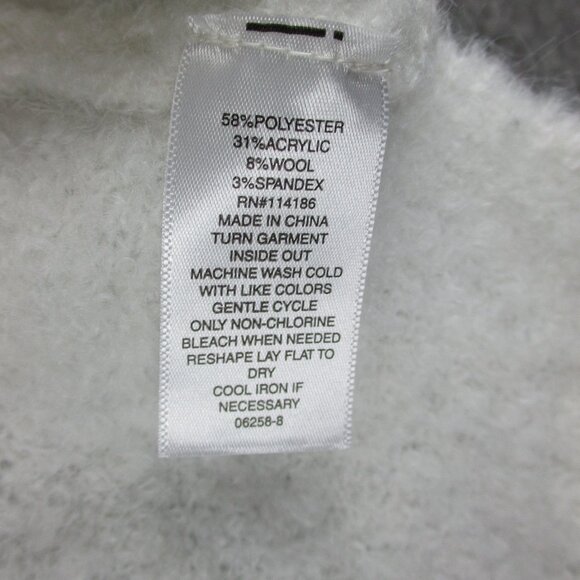 58%POLYESTER
31%ACRYLIC
8%WOOL
3%SPANDEX
RN#114186
MADE IN CHINA
TURN GARMENT
INSIDE OUT
MACHINE WASH COLD
WITH LIKE COLORS
GENTLE CYCLE
ONLY NON-CHLORINE
BLEACH WHEN NEEDED
RESHAPE LAY FLAT TO
DRY
COOL IRON IF
NECESSARY
06258-8